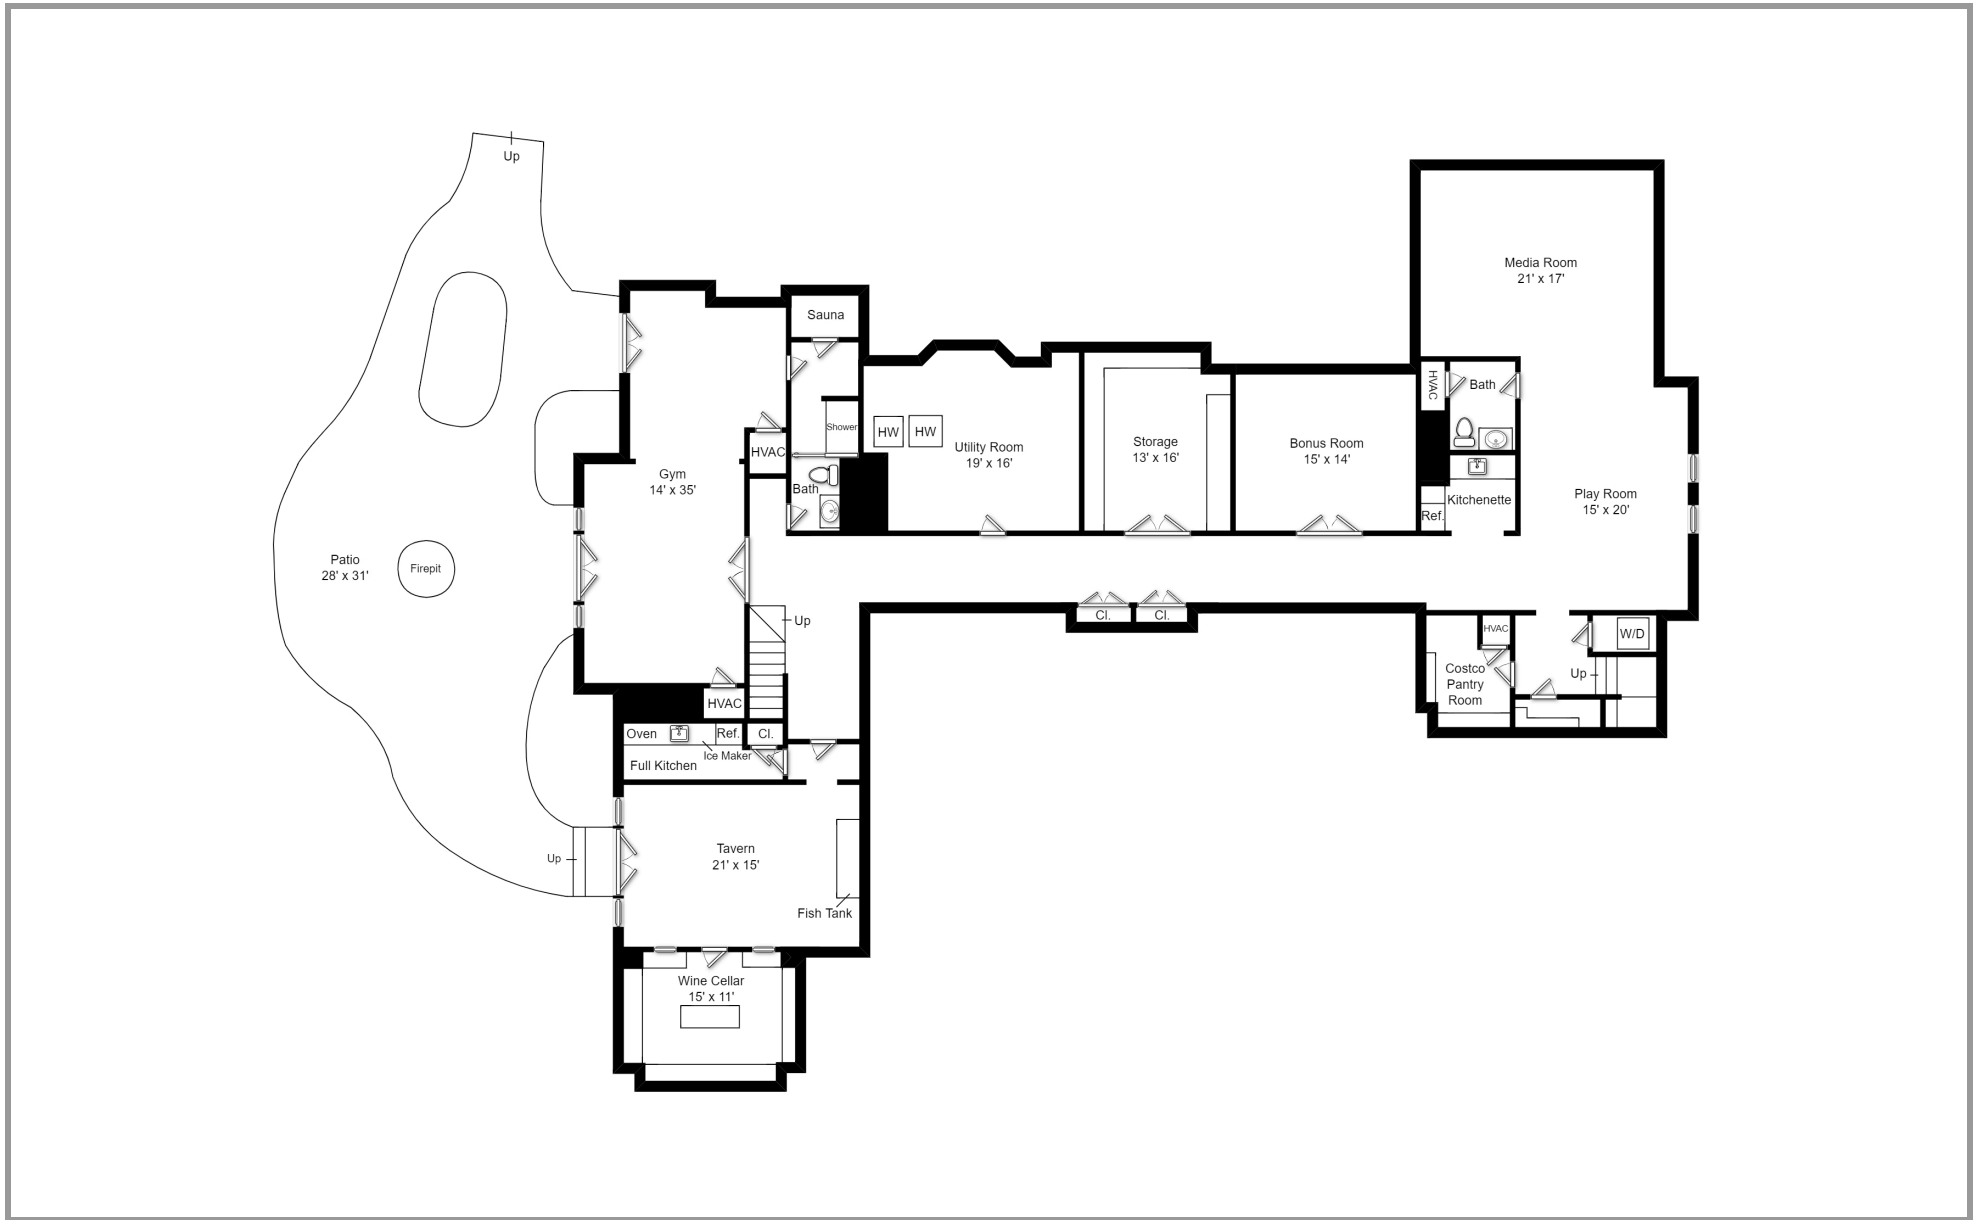 Up
Media Room
21' x 17'
Sauna
HVAC
Bath
Shower
HW
HW
Utility Room
19' x 16'
Storage
13' x 16'
Bonus Room
15' x 14'
HVAC
Gym
14' x 35'
Bath
Kitchenette
Ref.
Play Room
15' x 20'
Patio
28' x 31'
Firepit
Up
Cl.
Cl.
HVAC
W/D
Costco
Pantry
Room
Up
HVAC
Oven
Ref.
Cl.
Ice Maker
Full Kitchen
Tavern
21' x 15'
Up
Fish Tank
Wine Cellar
15' x 11'